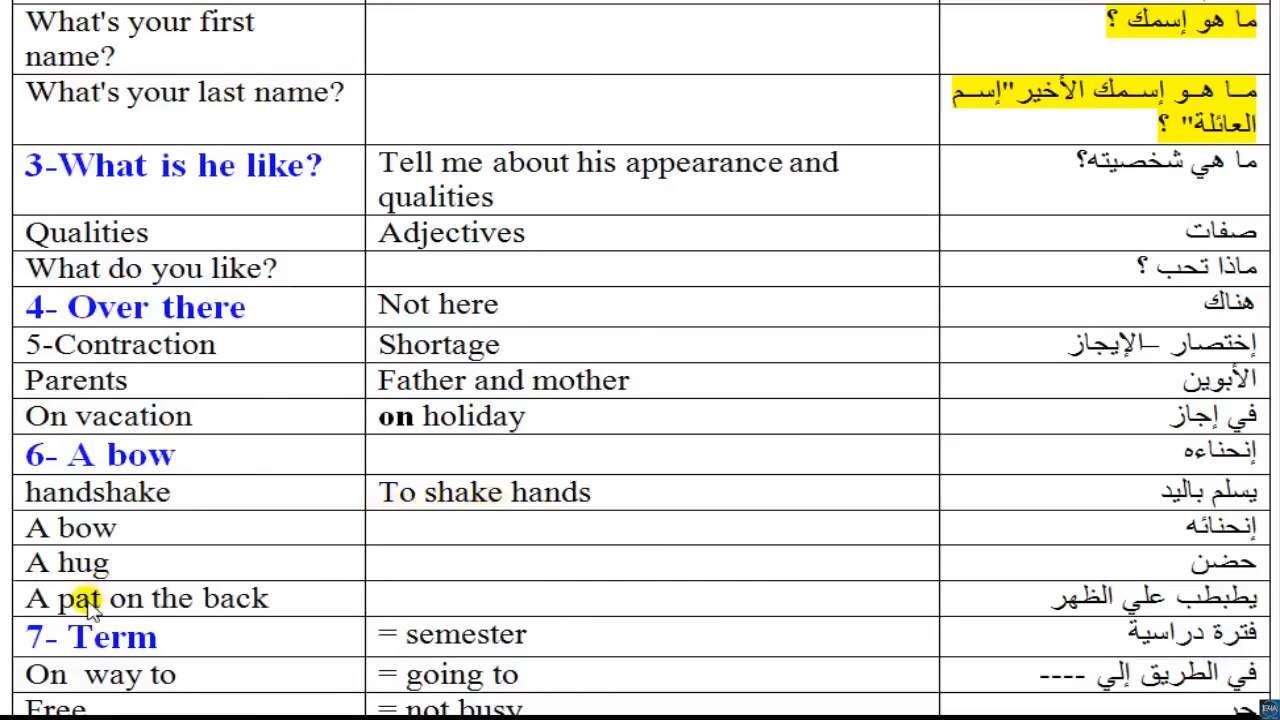 What's your first
name?
ما هو إسمك ؟
What's your last name?
مـا هـو إسـمك الأخير"إسـم
العائلة" ؟
3-What is he like?
Tell me about his appearance and
qualities
ما هي شخصيته؟
Qualities
Adjectives
صفات
What do you like?
ماذا تحب ؟
4- Over there
Not here
هناك
5-Contraction
Shortage
إختصار –الإيجاز
Parents
Father and mother
الأبوين
On vacation
on holiday
في إجاز
6- A bow
إنحناءه
handshake
To shake hands
يسلم باليد
A bow
إنحنائه
A hug
حضن
A pat on the back
يطبطب علي الظهر
7- Term
= semester
فترة دراسية
On way to
= going to
في الطريق إلي ----
Free
= not busy
حر